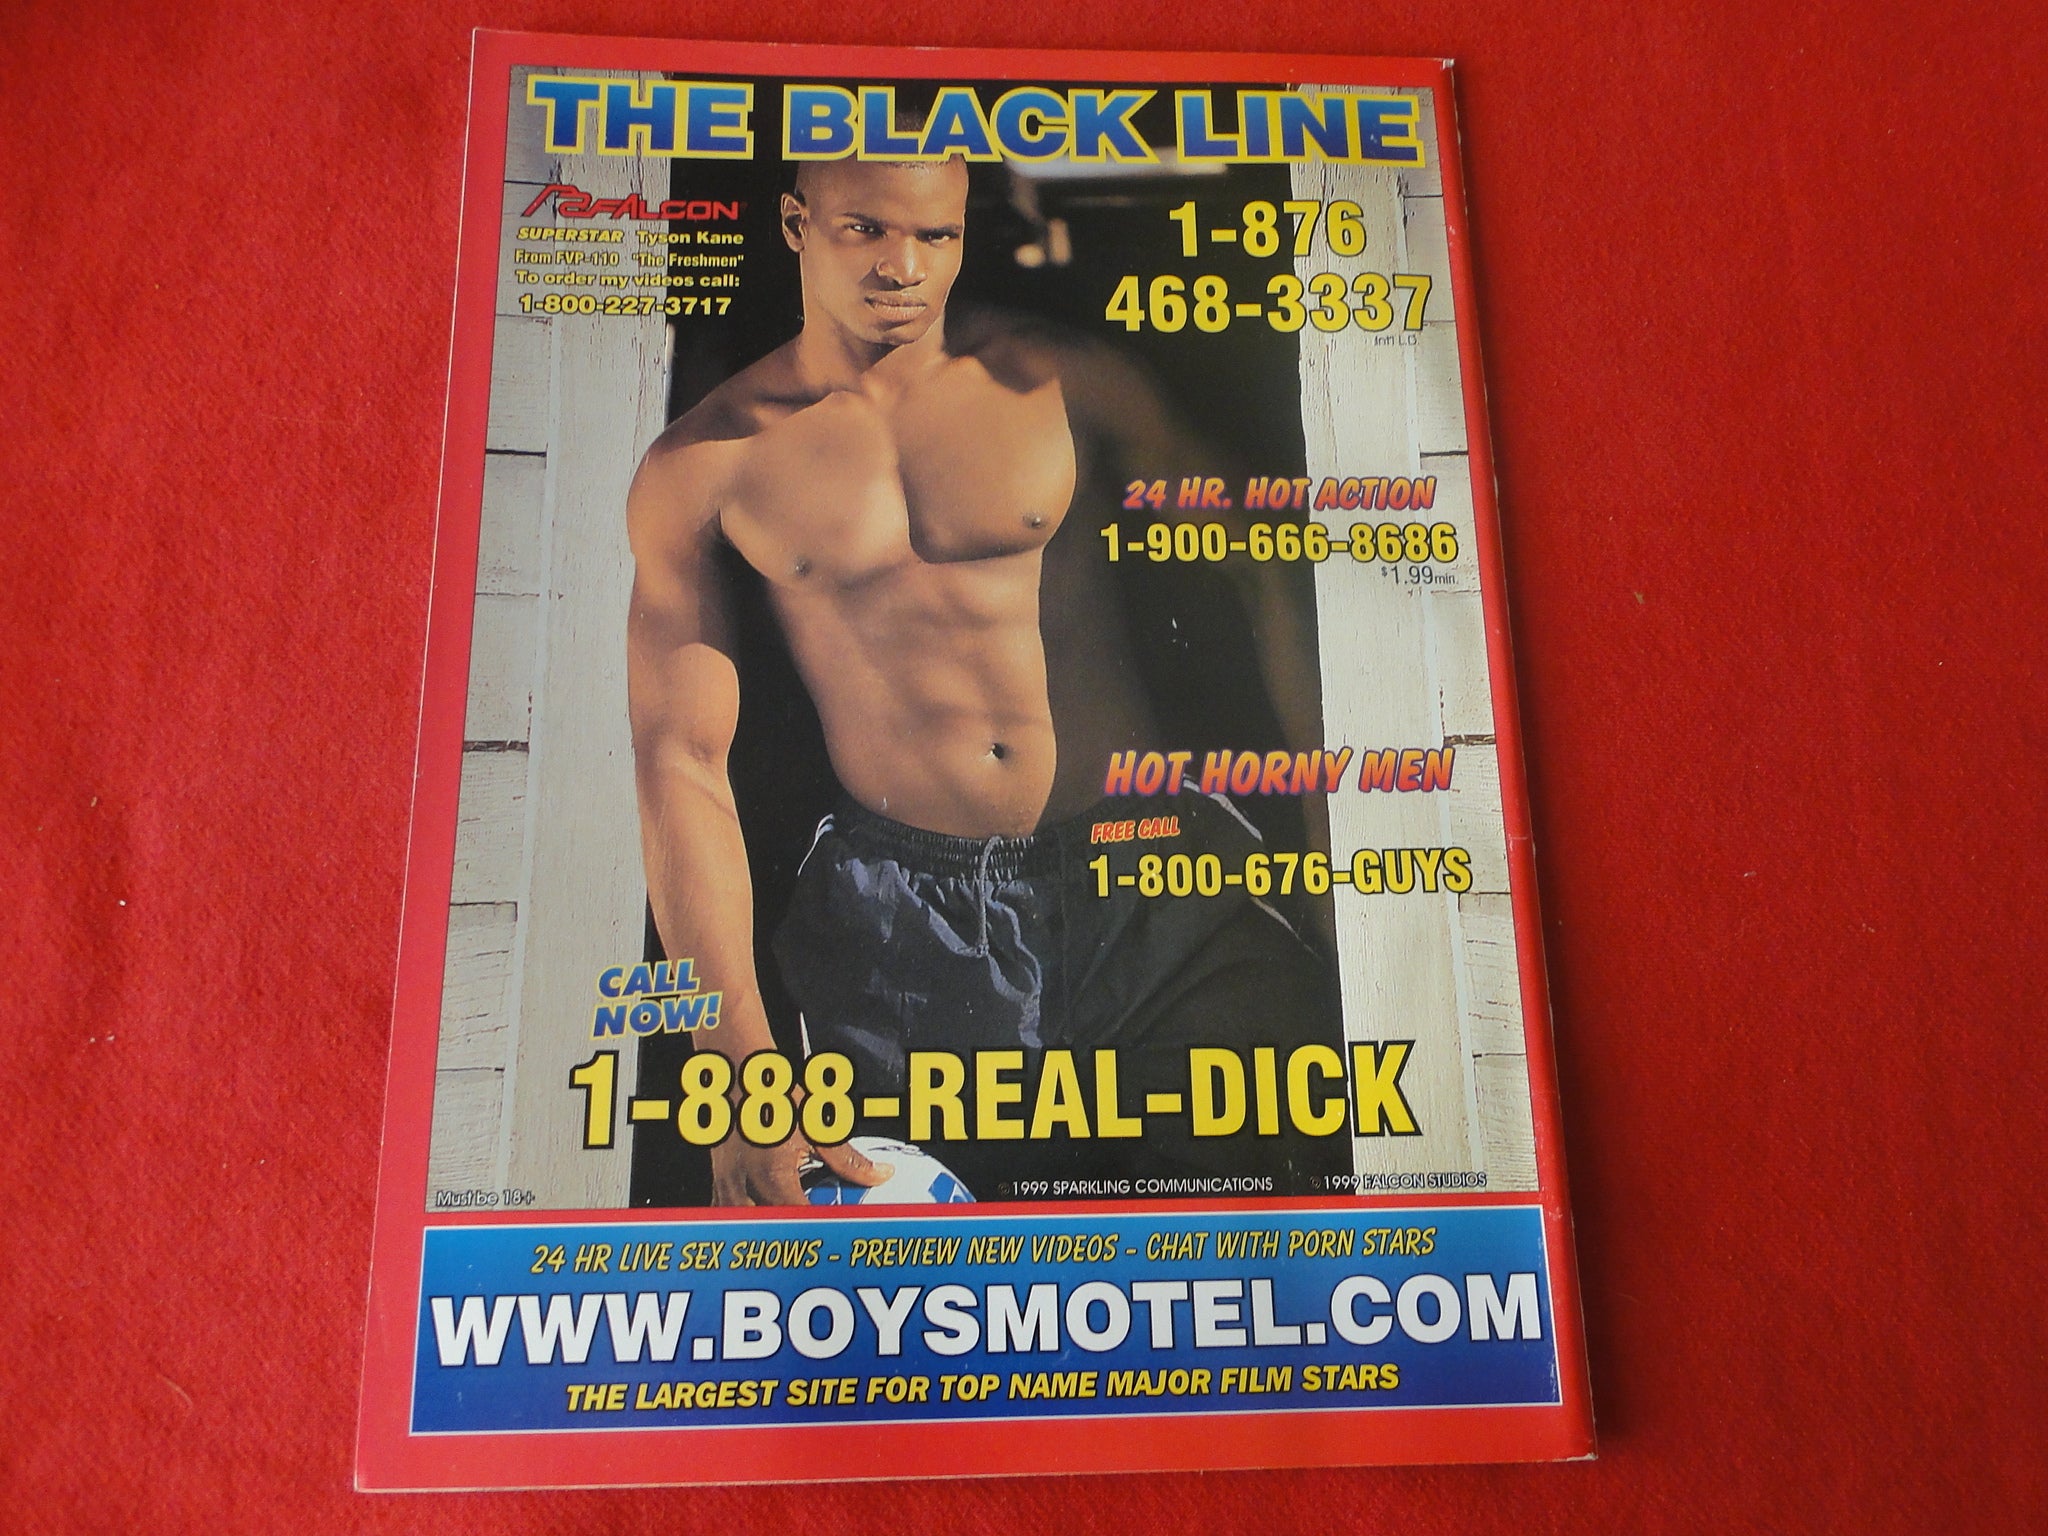 THE BLACK LINE
FALCON
SUPERSTAR Tyson Kane
From FVP-110 "The Freshmen"
To order my videos call:
1-800-227-3717
1-876
468-3337
Int'l L.D.
24 HR. HOT ACTION
1-900-666-8686
$1.99min.
HOT HORNY MEN
FREE CALL
1-800-676-GUYS
CALL
NOW!
1-888-REAL-DICK
Must be 18+
©1999 SPARKLING COMMUNICATIONS ©1999 FALCON STUDIOS
24 HR LIVE SEX SHOWS - PREVIEW NEW VIDEOS - CHAT WITH PORN STARS
WWW.BOYSMOTEL.COM
THE LARGEST SITE FOR TOP NAME MAJOR FILM STARS